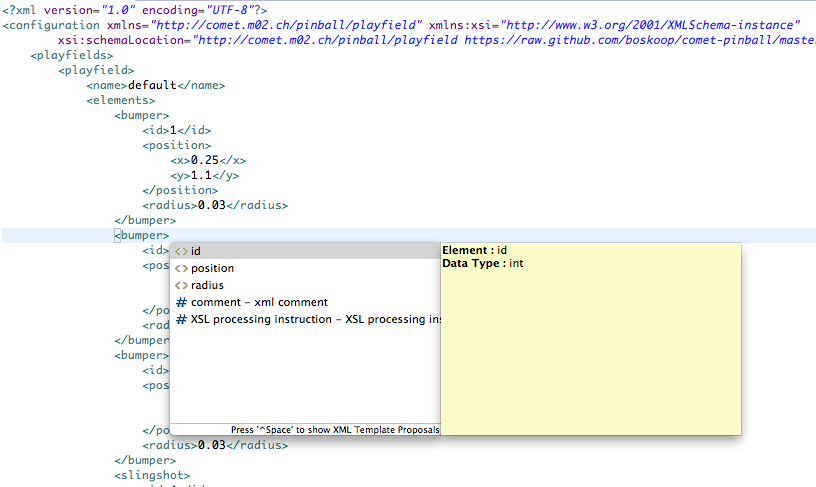 <?xml version="1.0" encoding="UTF-8"?>
<configuration xmlns="http://comet.m02.ch/pinball/playfield" xmlns:xsi="http://www.w3.org/2001/XMLSchema-instance"
xsi:schemaLocation="http://comet.m02.ch/pinball/playfield https://raw.github.com/boskoop/comet-pinball/maste
<playfields>
<playfield>
<name>default</name>
<elements>
<bumper>
<id>1</id>
<position>
<x>0.25</x>
<y>1.1</y>
</position>
<radius>0.03</radius>
</bumper>
<bumper>
<id>
<pos
</po
<rad
</bumper
<bumper>
<id>
<pos
</po
<radius>0.03</radius>
</bumper>
<slingshot>
<> id
<> position
<> radius
# comment - xml comment
# XSL processing instruction - XSL processing ins
Press '^Space' to show XML Template Proposals
Element : id
Data Type : int